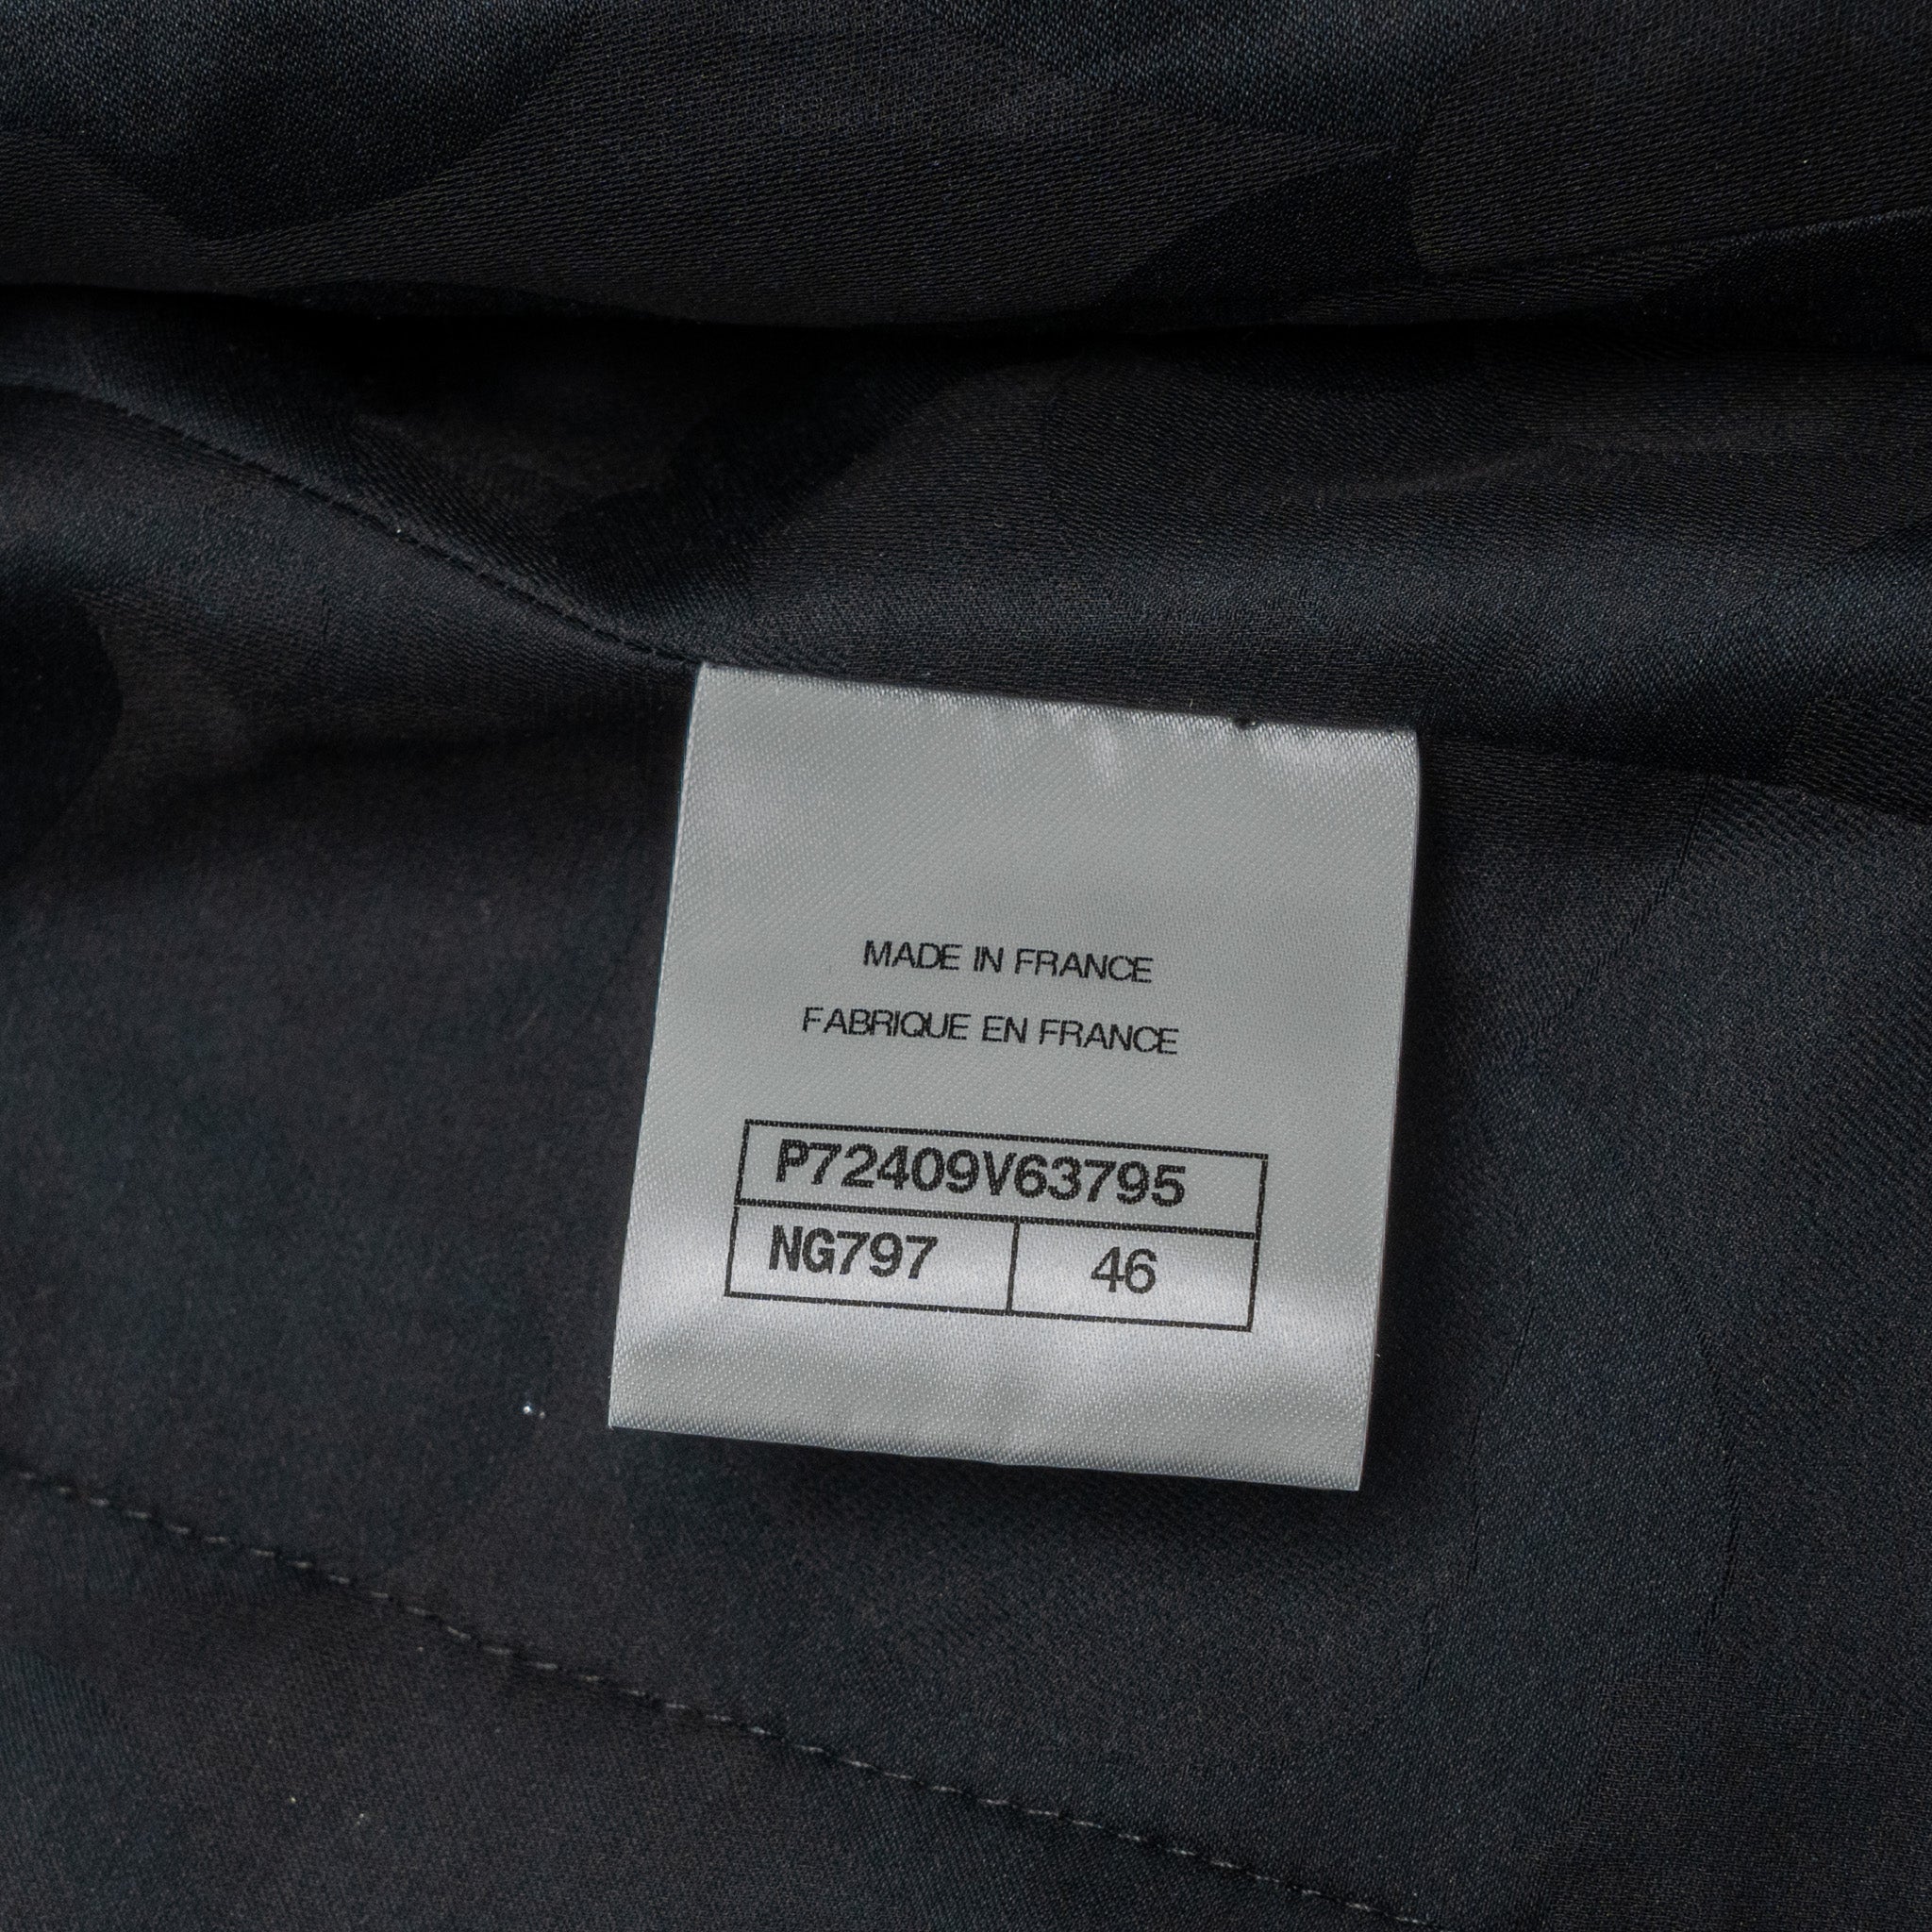 MADE IN FRANCE
FABRIQUE EN FRANCE
P72409V63795
NG797 46